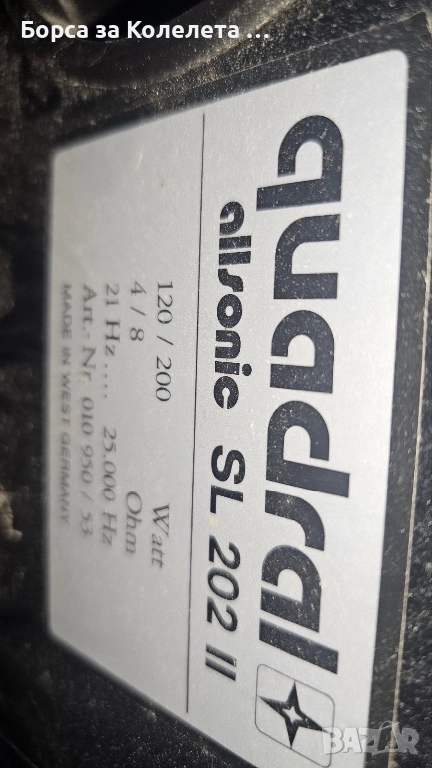 Борса за Колелета ...
quadral
allsonic SL 202 II
120 / 200 Watt
4 / 8 Ohm
21 Hz .... 25.000 Hz
Art.- Nr. 010 950 / 53
MADE IN WEST GERMANY
BAZAR